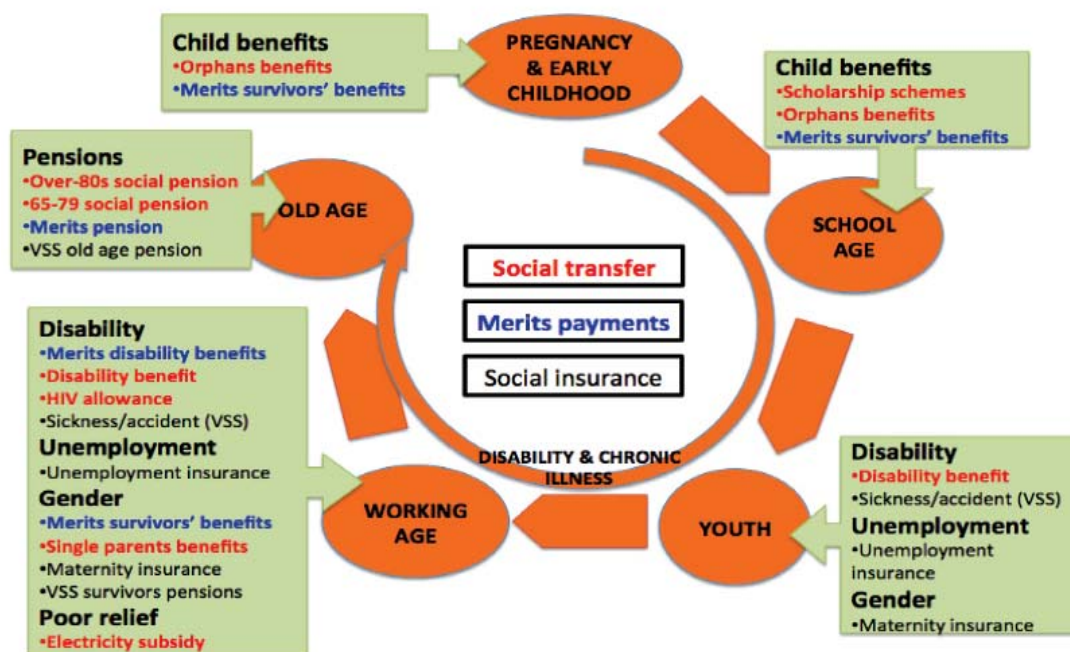 Child benefits
•Orphans benefits
•Merits survivors' benefits
PREGNANCY
& EARLY
CHILDHOOD
Child benefits
•Scholarship schemes
•Orphans benefits
•Merits survivors' benefits
Pensions
•Over-80s social pension
•65-79 social pension
•Merits pension
•VSS old age pension
OLD AGE
SCHOOL
AGE
Social transfer
Merits payments
Social insurance
Disability
•Merits disability benefits
•Disability benefit
•HIV allowance
•Sickness/accident (VSS)
Unemployment
•Unemployment insurance
Gender
•Merits survivors' benefits
•Single parents benefits
•Maternity insurance
•VSS survivors pensions
Poor relief
•Electricity subsidy
DISABILITY & CHRONIC
ILLNESS
WORKING
AGE
YOUTH
Disability
•Disability benefit
•Sickness/accident (VSS)
Unemployment
•Unemployment
insurance
Gender
•Maternity insurance